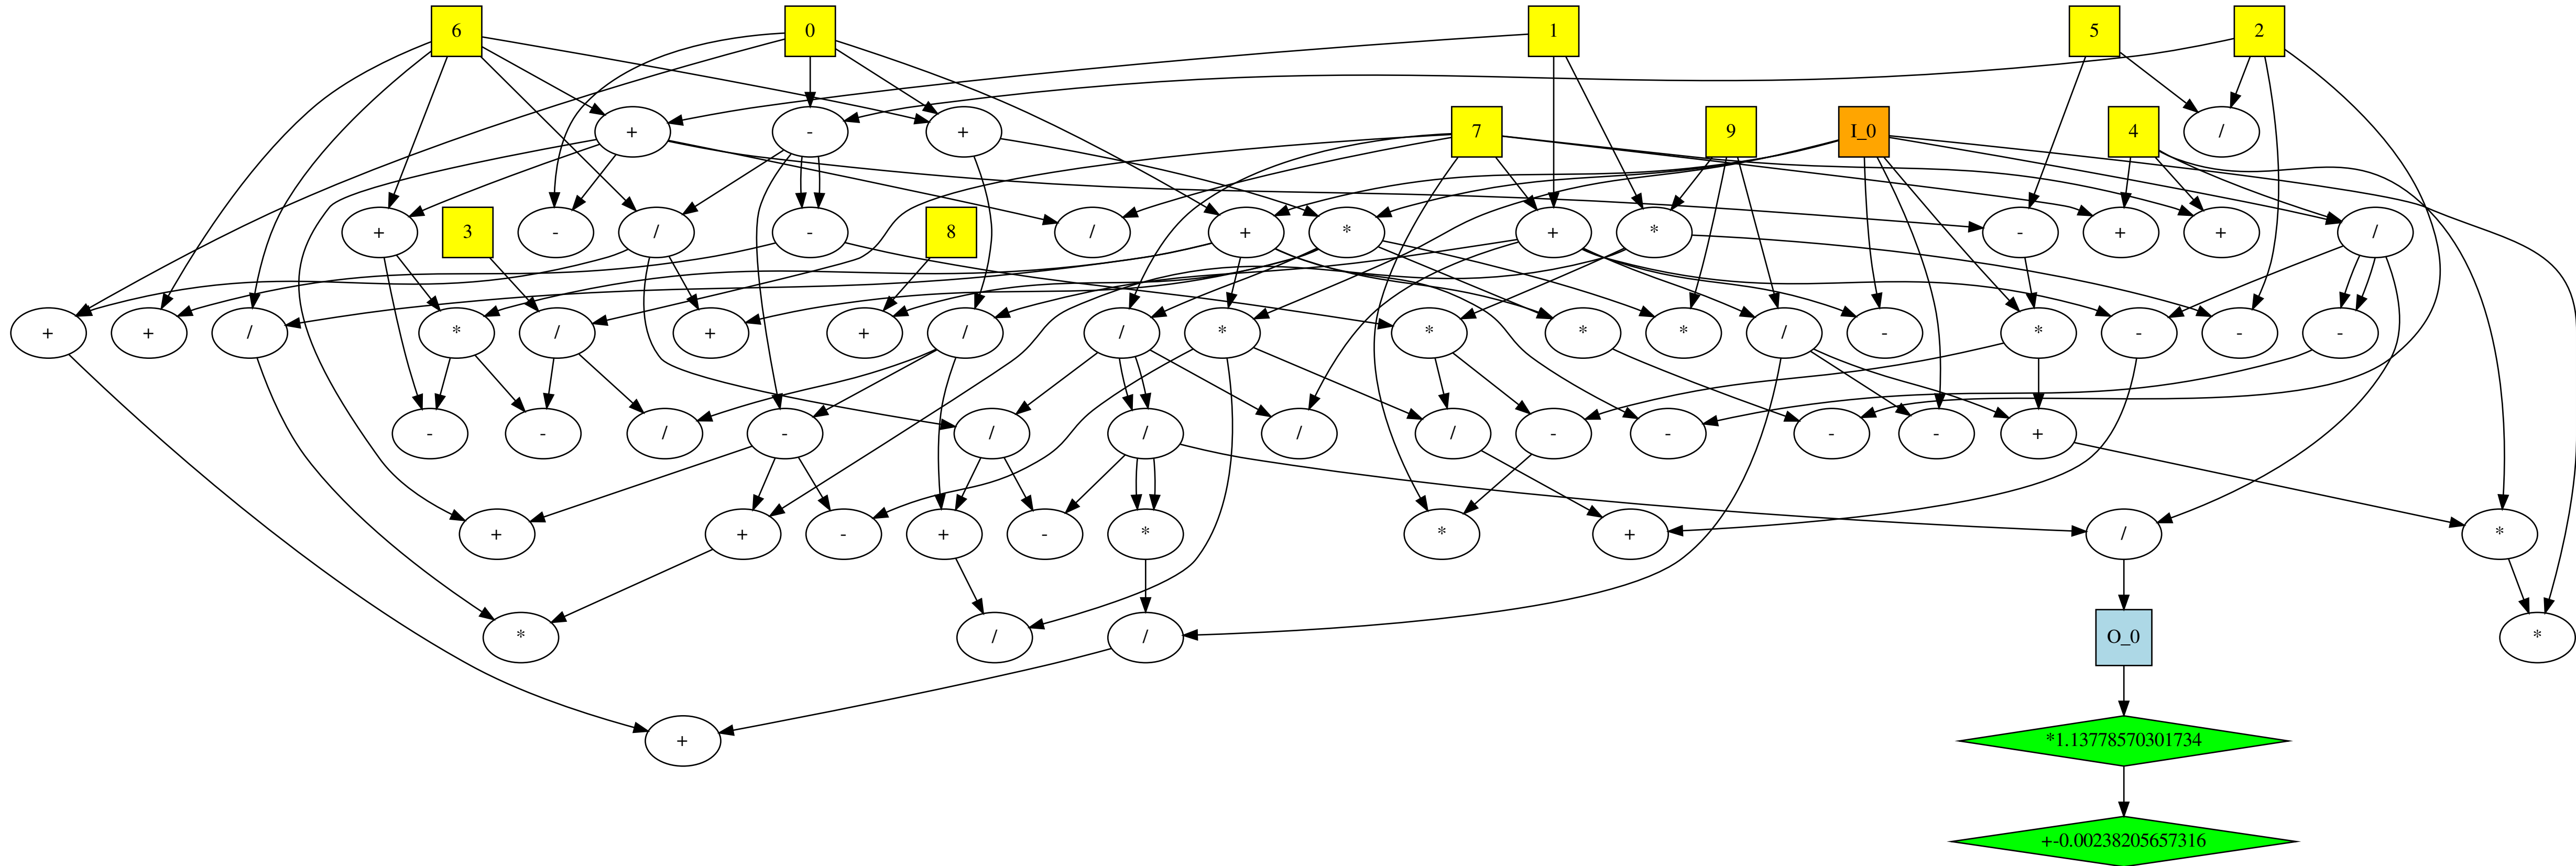 6 0 1 5 2
+ - + 7 9 I_0 4 /
+ 3 - / - 8 / + * + * - + + /
+ + / * / + + / / * * * * / - * - - -
- - / - / / / / - - - - +
+ + - + - * * + / *
* / / O_0 *
+ *1.13778570301734
+-0.00238205657316